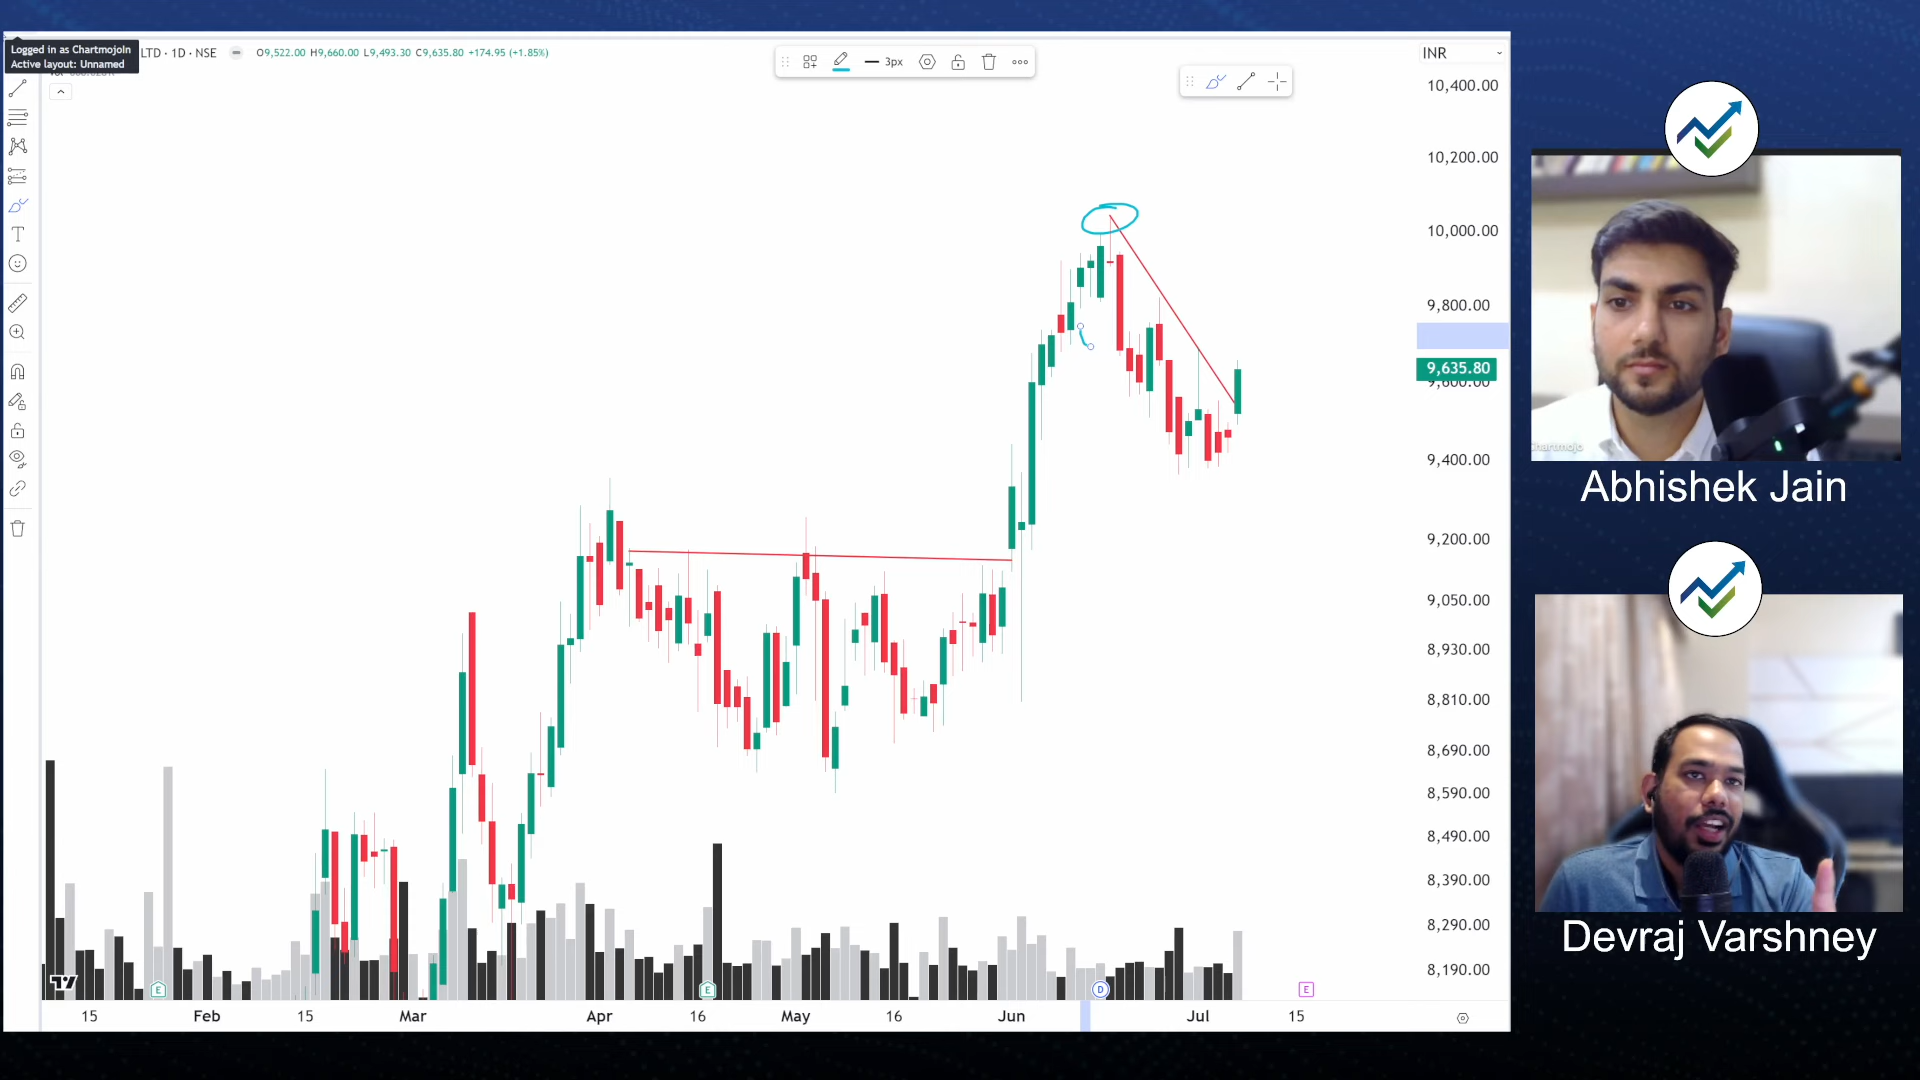 Logged in as ChartmojoIn
Active layout: Unnamed
LTD · 1D · NSE
O9,522.00 H9,660.00 L9,493.30 C9,635.80 +174.95 (+1.85%)
3px
INR
10,400.00
10,200.00
10,000.00
9,800.00
9,635.80
9,600.00
9,400.00
9,200.00
9,050.00
8,930.00
8,810.00
8,690.00
8,590.00
8,490.00
8,390.00
8,290.00
8,190.00
E
E
D
E
15
Feb
15
Mar
Apr
16
May
16
Jun
Jul
15
Chartmojo
Abhishek Jain
Devraj Varshney